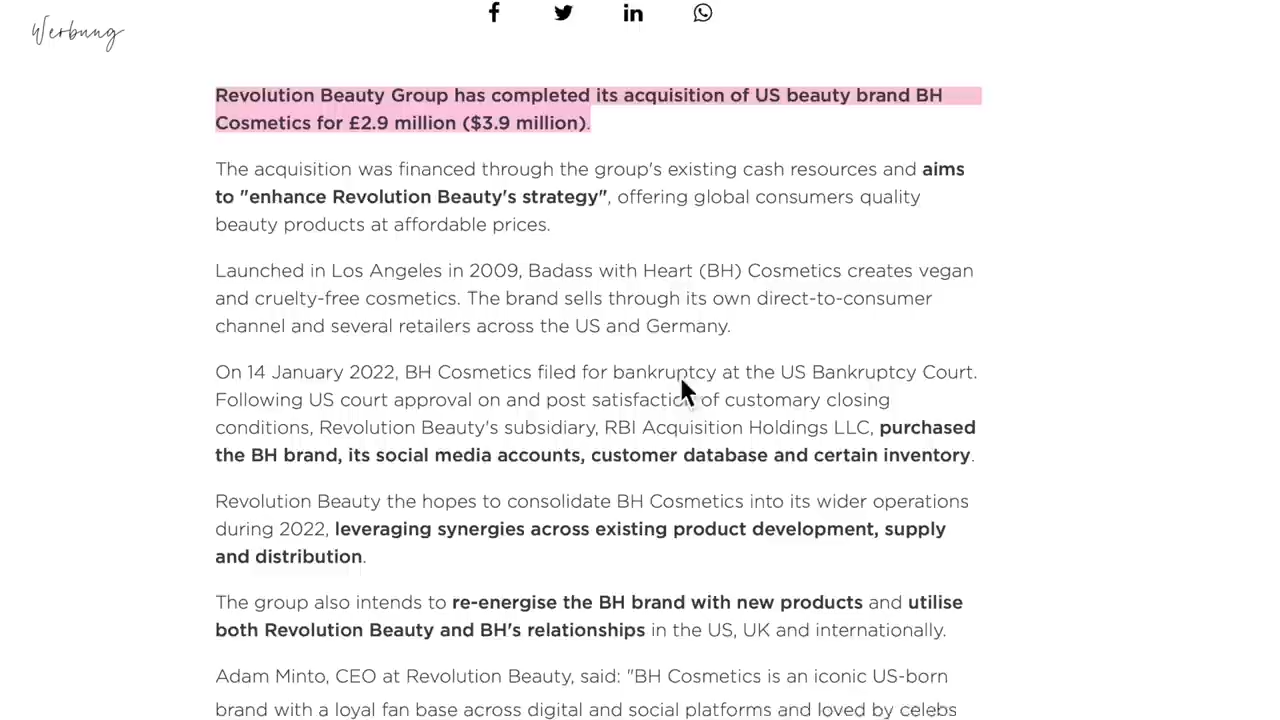 Werbung
Revolution Beauty Group has completed its acquisition of US beauty brand BH
Cosmetics for £2.9 million ($3.9 million).
The acquisition was financed through the group's existing cash resources and aims
to "enhance Revolution Beauty's strategy", offering global consumers quality
beauty products at affordable prices.
Launched in Los Angeles in 2009, Badass with Heart (BH) Cosmetics creates vegan
and cruelty-free cosmetics. The brand sells through its own direct-to-consumer
channel and several retailers across the US and Germany.
On 14 January 2022, BH Cosmetics filed for bankruptcy at the US Bankruptcy Court.
Following US court approval on and post satisfaction of customary closing
conditions, Revolution Beauty's subsidiary, RBI Acquisition Holdings LLC, purchased
the BH brand, its social media accounts, customer database and certain inventory.
Revolution Beauty the hopes to consolidate BH Cosmetics into its wider operations
during 2022, leveraging synergies across existing product development, supply
and distribution.
The group also intends to re-energise the BH brand with new products and utilise
both Revolution Beauty and BH's relationships in the US, UK and internationally.
Adam Minto, CEO at Revolution Beauty, said: "BH Cosmetics is an iconic US-born
brand with a loyal fan base across digital and social platforms and loved by celebs